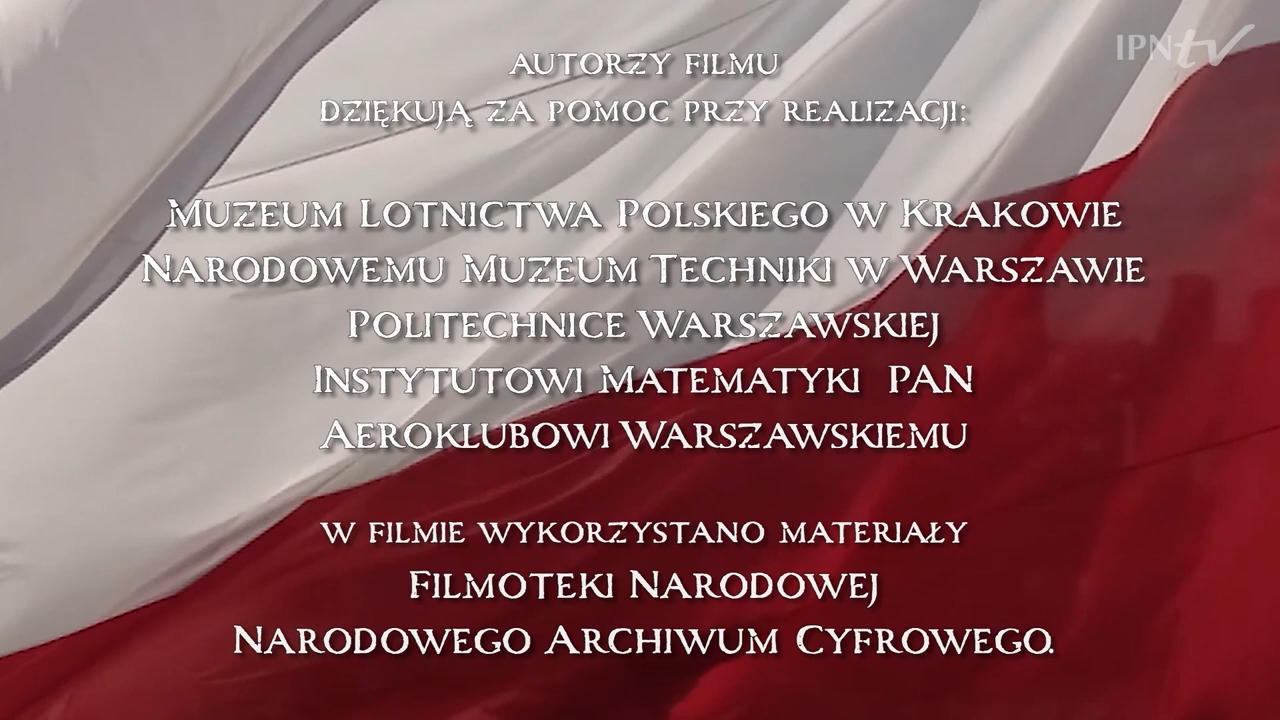 IPNtv
AUTORZY FILMU
DZIĘKUJĄ ZA POMOC PRZY REALIZACJI:
MUZEUM LOTNICTWA POLSKIEGO W KRAKOWIE
NARODOWEMU MUZEUM TECHNIKI W WARSZAWIE
POLITECHNICE WARSZAWSKIEJ
INSTYTUTOWI MATEMATYKI PAN
AEROKLUBOWI WARSZAWSKIEMU
W FILMIE WYKORZYSTANO MATERIAŁY
FILMOTEKI NARODOWEJ
NARODOWEGO ARCHIWUM CYFROWEGO.